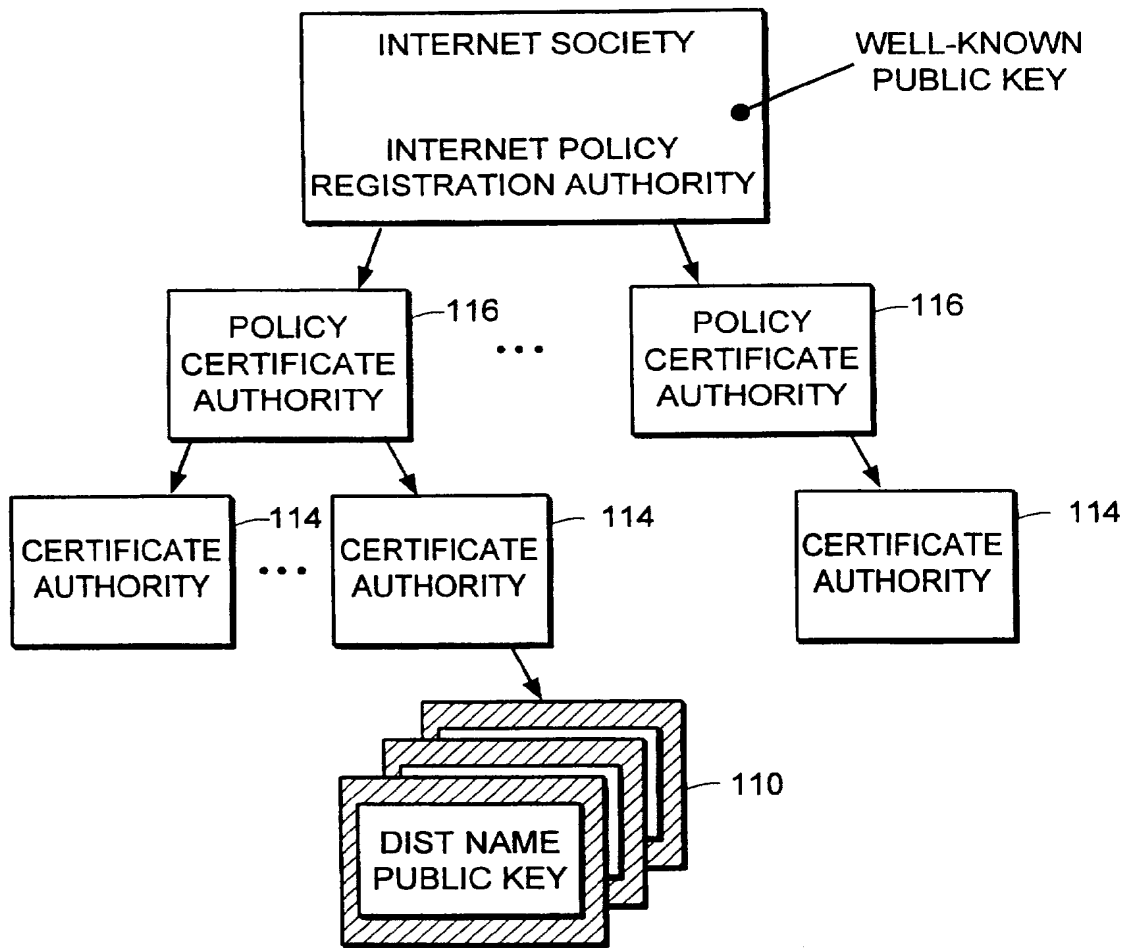 INTERNET SOCIETY
INTERNET POLICY
REGISTRATION AUTHORITY
WELL-KNOWN
PUBLIC KEY
POLICY
CERTIFICATE
AUTHORITY
116
...
POLICY
CERTIFICATE
AUTHORITY
116
CERTIFICATE
AUTHORITY
114
...
CERTIFICATE
AUTHORITY
114
CERTIFICATE
AUTHORITY
114
DIST NAME
PUBLIC KEY
110